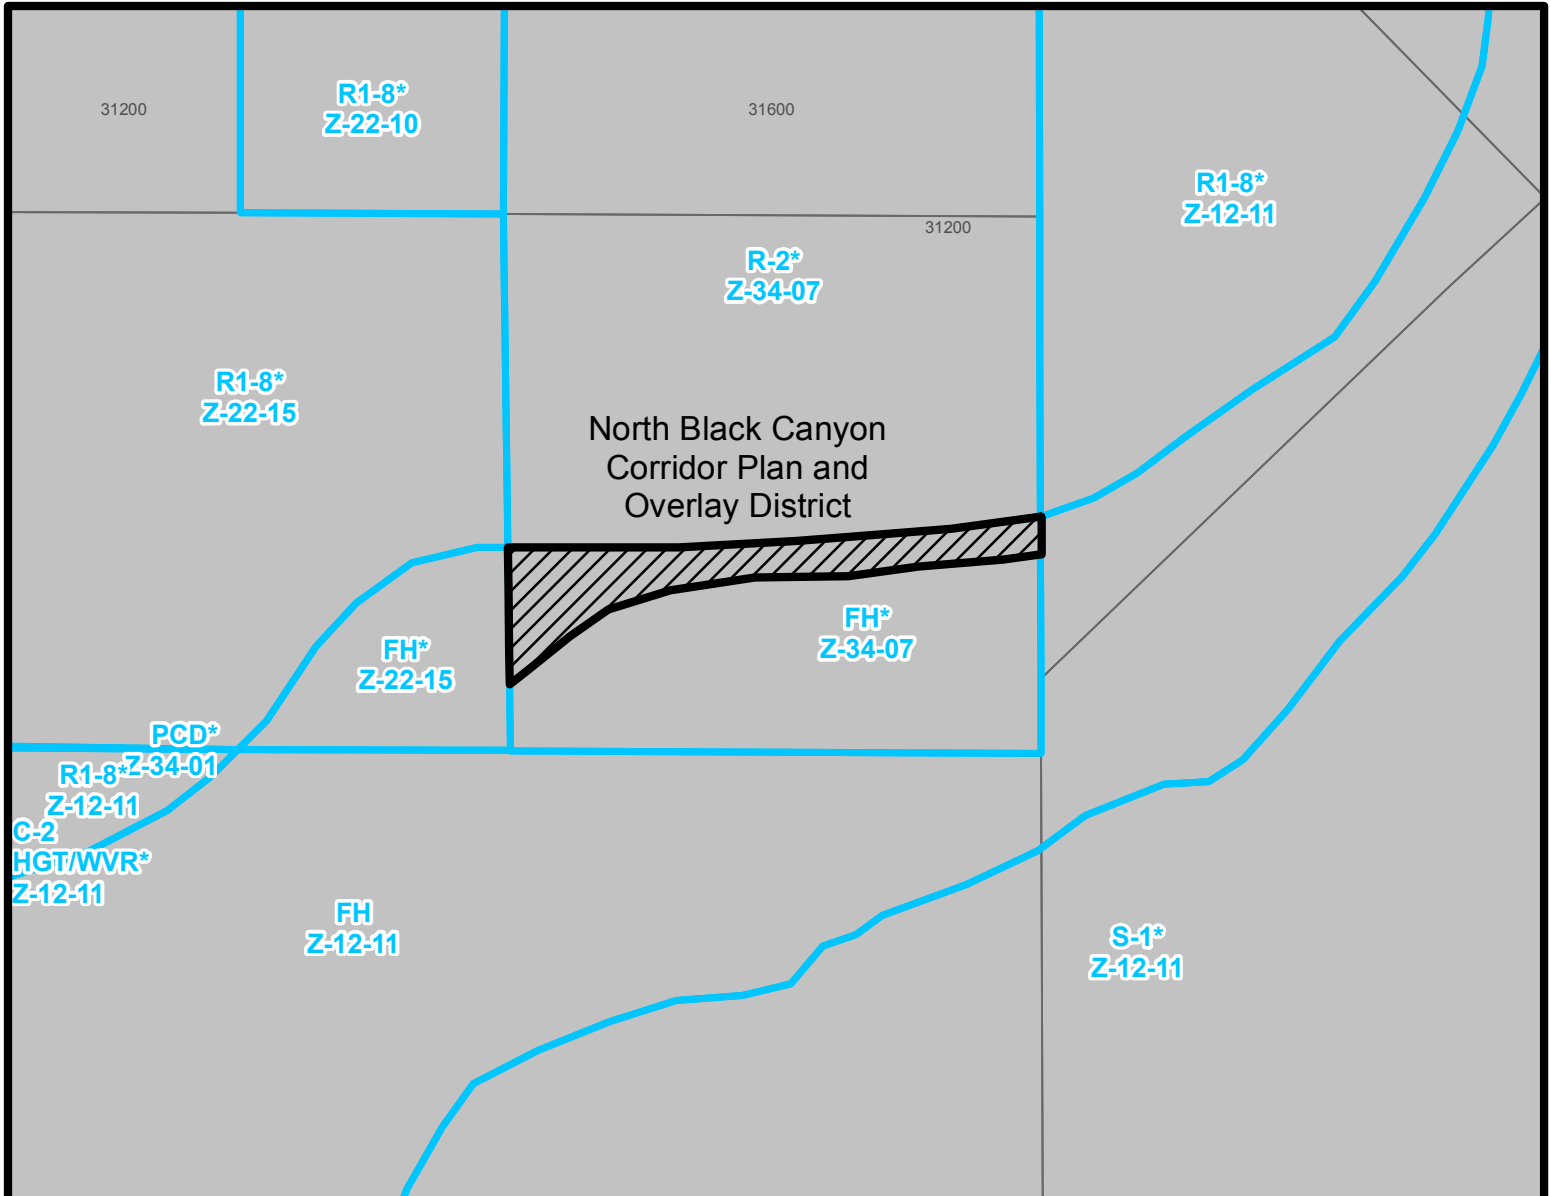 R1-8*
Z-22-10
31200
31600
R1-8*
Z-12-11
31200
R-2*
Z-34-07
R1-8*
Z-22-15
North Black Canyon
Corridor Plan and
Overlay District
FH*
Z-34-07
FH*
Z-22-15
PCD*
Z-34-01
R1-8*
Z-12-11
C-2
HGT/WVR*
Z-12-11
FH
Z-12-11
S-1*
Z-12-11